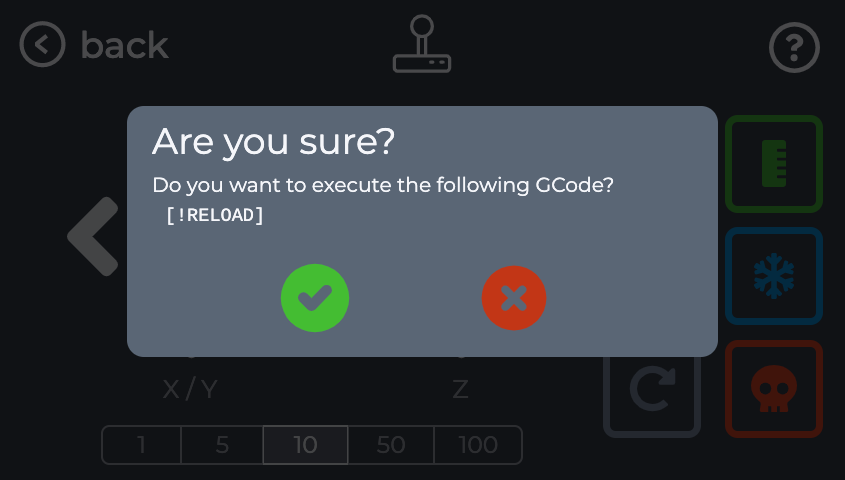 back
?
Are you sure?
Do you want to execute the following GCode?
[!RELOAD]
X / Y
Z
1 5 10 50 100